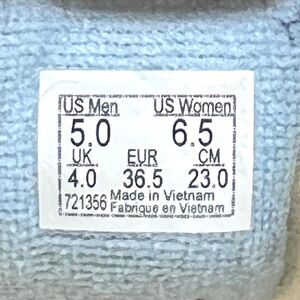 US Men US Women
5.0 6.5
UK EUR CM
4.0 36.5 23.0
721356 Made in Vietnam
Fabrique en Vietnam